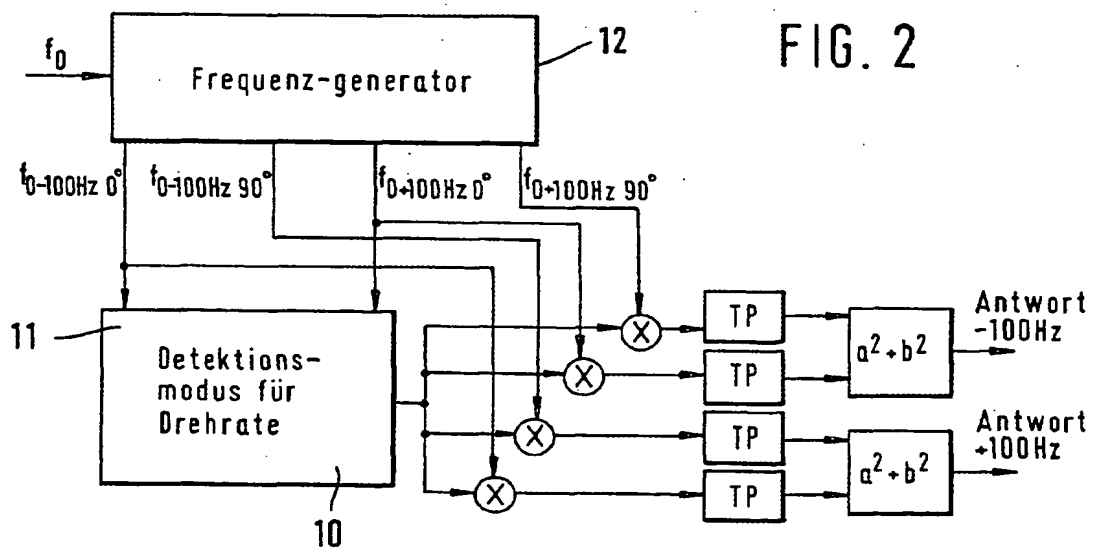 FIG. 2
f0
Frequenz-generator
12
f0-100Hz 0°
f0-100Hz 90°
f0+100Hz 0°
f0+100Hz 90°
11
Detektions-
modus für
Drehrate
10
X
X
X
X
TP
TP
TP
TP
a²+b²
a²+b²
Antwort
-100Hz
Antwort
+100Hz